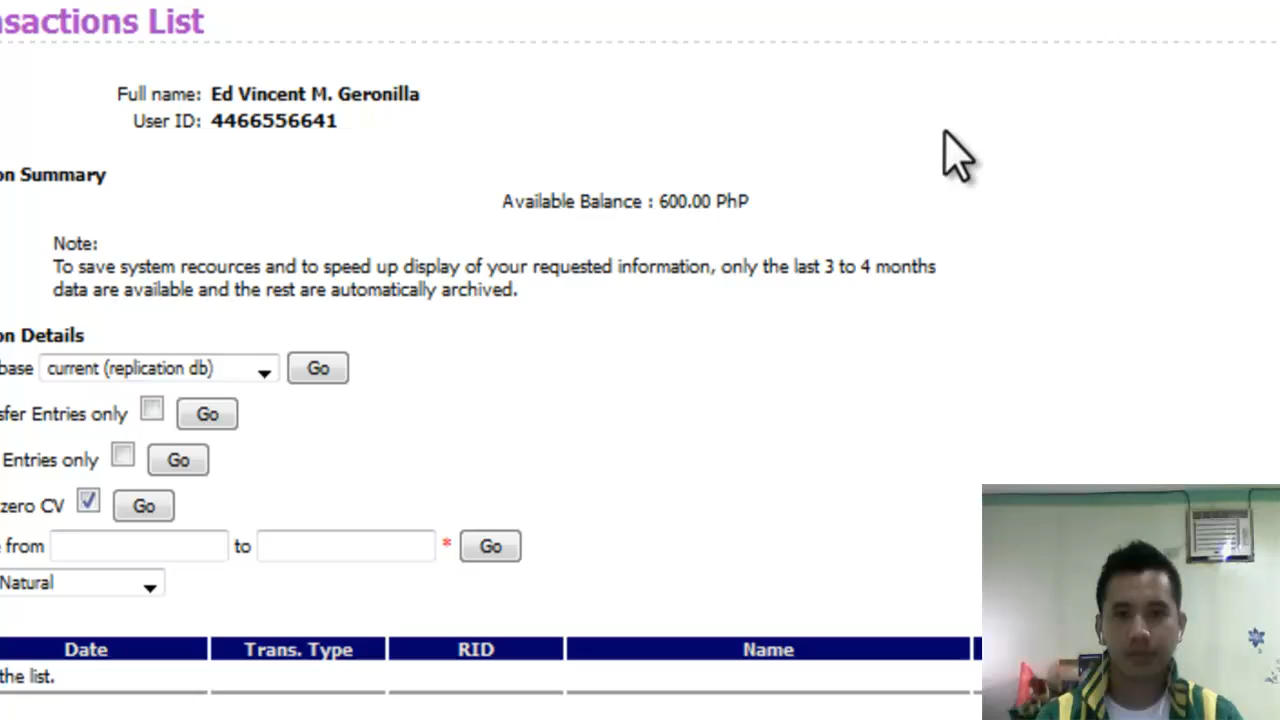 nsactions List
Full name: Ed Vincent M. Geronilla
User ID: 4466556641
on Summary
Available Balance : 600.00 PhP
Note:
To save system recources and to speed up display of your requested information, only the last 3 to 4 months
data are available and the rest are automatically archived.
on Details
base current (replication db) Go
sfer Entries only Go
Entries only Go
zero CV Go
e from to * Go
Natural
Date Trans. Type RID Name
the list.